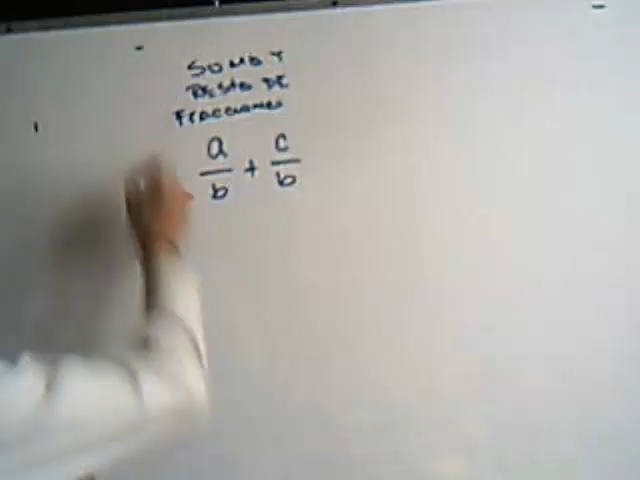 SUMA Y
RESTA DE
FRACCIONES
a/b + c/b